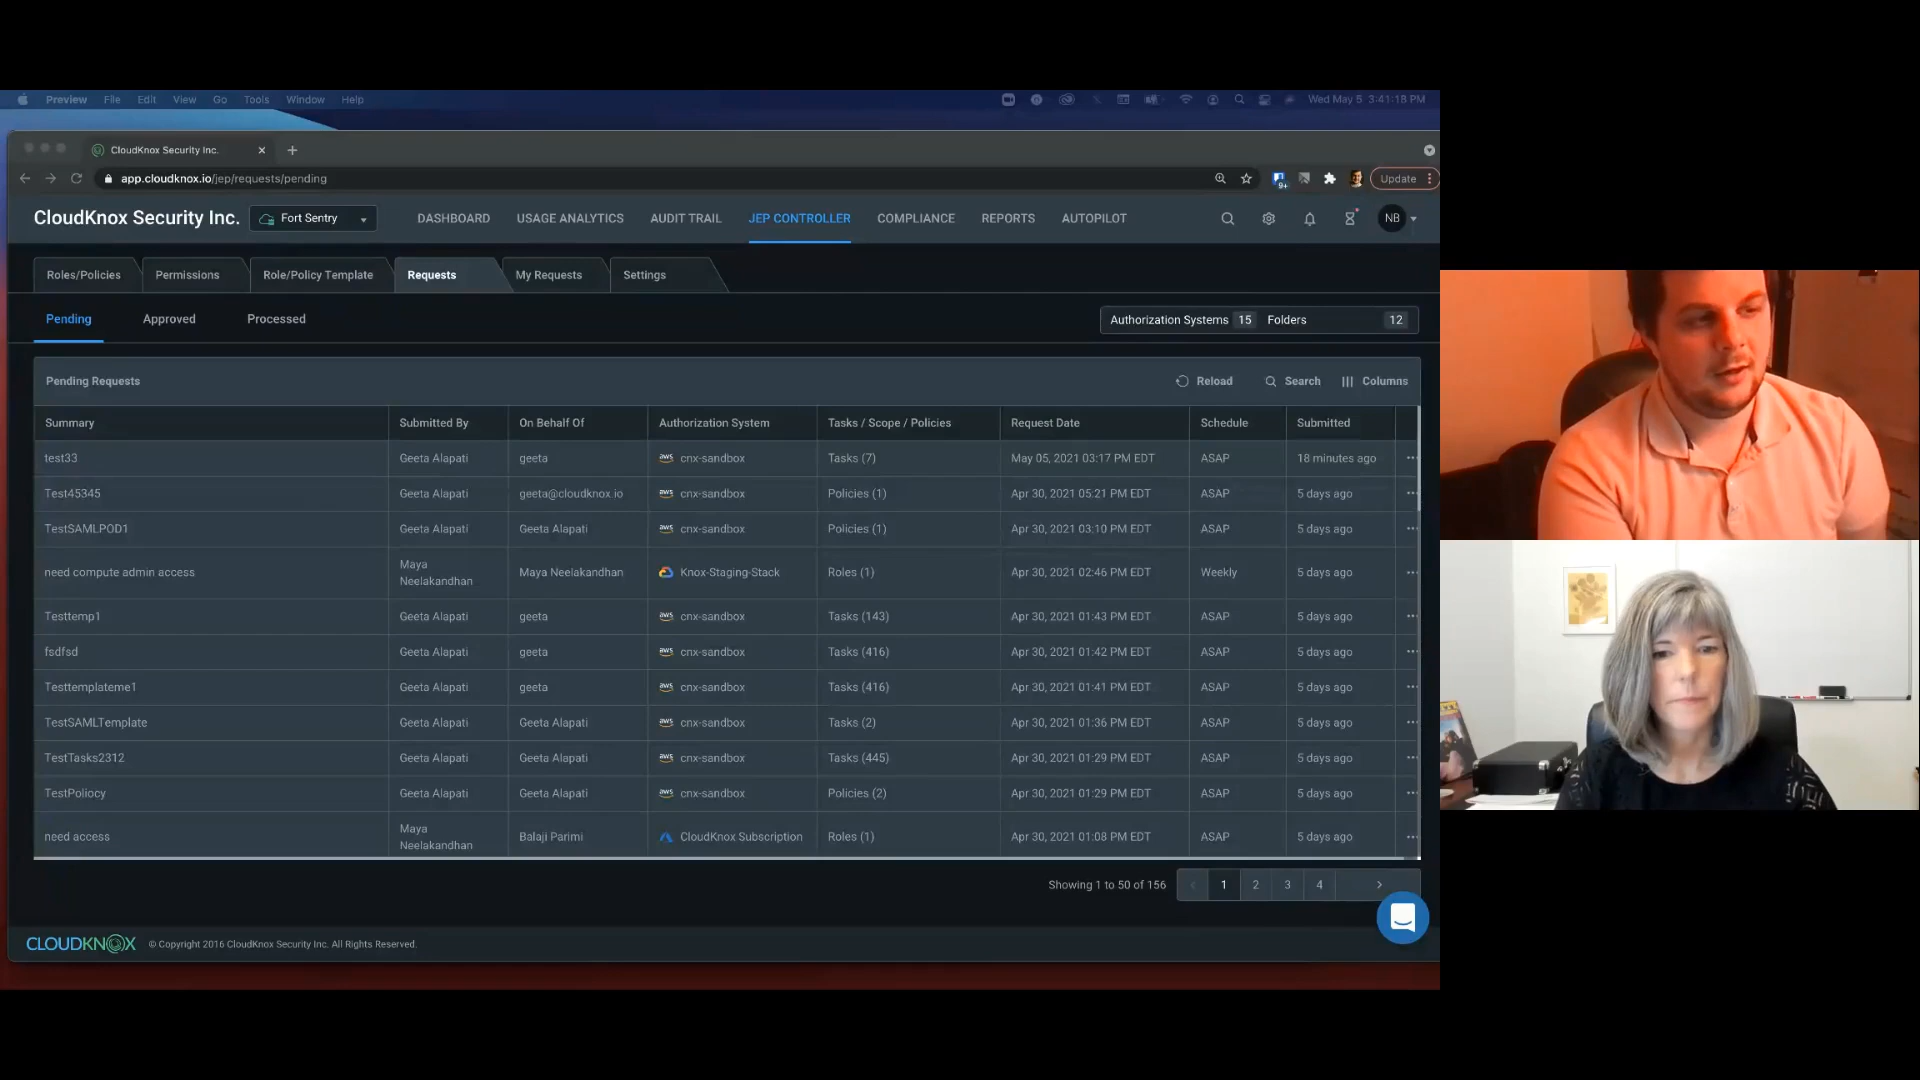 Preview File Edit View Go Tools Window Help Wed May 5 3:41:18 PM
CloudKnox Security Inc.
app.cloudknox.io/jep/requests/pending
9+
Update
CloudKnox Security Inc. Fort Sentry DASHBOARD USAGE ANALYTICS AUDIT TRAIL JEP CONTROLLER COMPLIANCE REPORTS AUTOPILOT NB
Roles/Policies Permissions Role/Policy Template Requests My Requests Settings
Pending Approved Processed Authorization Systems 15 Folders 12
Pending Requests Reload Search Columns
Summary Submitted By On Behalf Of Authorization System Tasks / Scope / Policies Request Date Schedule Submitted
test33 Geeta Alapati geeta aws cnx-sandbox Tasks (7) May 05, 2021 03:17 PM EDT ASAP 18 minutes ago
Test45345 Geeta Alapati geeta@cloudknox.io aws cnx-sandbox Policies (1) Apr 30, 2021 05:21 PM EDT ASAP 5 days ago
TestSAMLPOD1 Geeta Alapati Geeta Alapati aws cnx-sandbox Policies (1) Apr 30, 2021 03:10 PM EDT ASAP 5 days ago
need compute admin access Maya Neelakandhan Maya Neelakandhan Knox-Staging-Stack Roles (1) Apr 30, 2021 02:46 PM EDT Weekly 5 days ago
Testtemp1 Geeta Alapati geeta aws cnx-sandbox Tasks (143) Apr 30, 2021 01:43 PM EDT ASAP 5 days ago
fsdfsd Geeta Alapati geeta aws cnx-sandbox Tasks (416) Apr 30, 2021 01:42 PM EDT ASAP 5 days ago
Testtemplateme1 Geeta Alapati geeta aws cnx-sandbox Tasks (416) Apr 30, 2021 01:41 PM EDT ASAP 5 days ago
TestSAMLTemplate Geeta Alapati Geeta Alapati aws cnx-sandbox Tasks (2) Apr 30, 2021 01:36 PM EDT ASAP 5 days ago
TestTasks2312 Geeta Alapati Geeta Alapati aws cnx-sandbox Tasks (445) Apr 30, 2021 01:29 PM EDT ASAP 5 days ago
TestPoliocy Geeta Alapati Geeta Alapati aws cnx-sandbox Policies (2) Apr 30, 2021 01:29 PM EDT ASAP 5 days ago
need access Maya Neelakandhan Balaji Parimi CloudKnox Subscription Roles (1) Apr 30, 2021 01:08 PM EDT ASAP 5 days ago
Showing 1 to 50 of 156 1 2 3 4
CLOUDKNOX © Copyright 2016 CloudKnox Security Inc. All Rights Reserved.